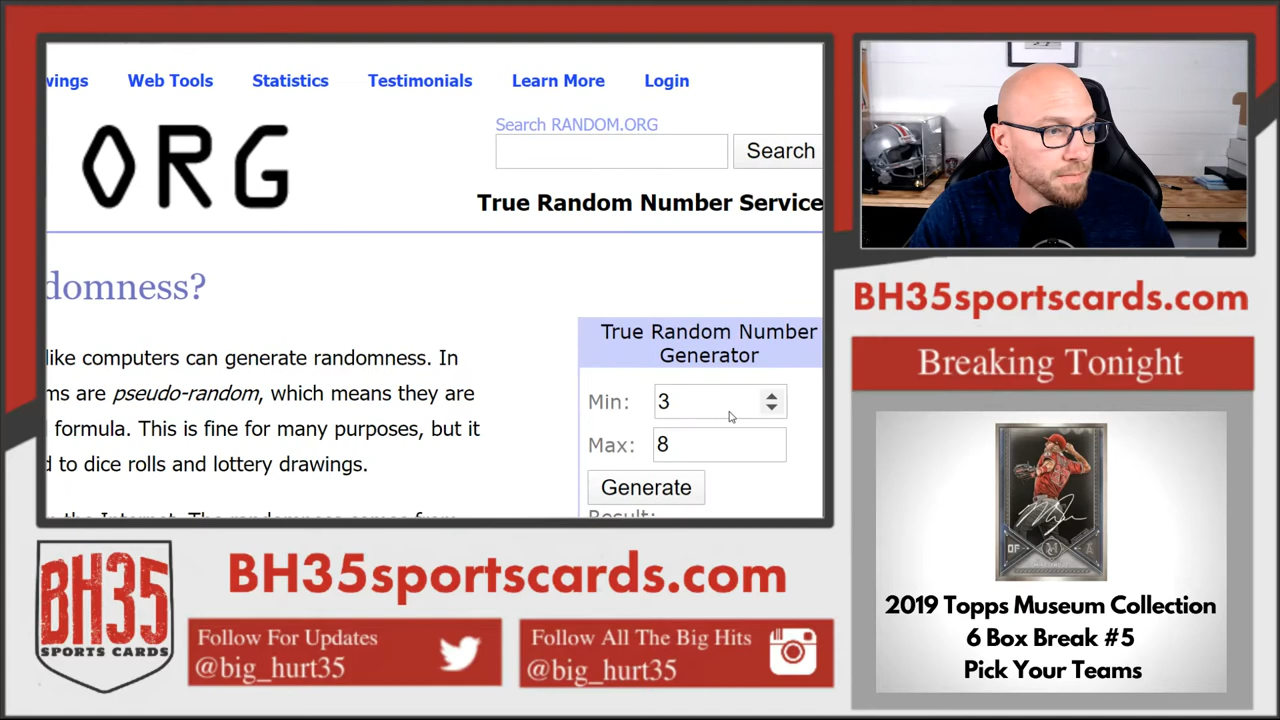 wings Web Tools Statistics Testimonials Learn More Login
ORG
Search RANDOM.ORG
Search
True Random Number Service
domness?
like computers can generate randomness. In
ms are pseudo-random, which means they are
formula. This is fine for many purposes, but it
d to dice rolls and lottery drawings.
True Random Number
Generator
Min: 3
Max: 8
Generate
Result:
BH35sportscards.com
Breaking Tonight
OF
A
2019 Topps Museum Collection
6 Box Break #5
Pick Your Teams
BH35
SPORTS CARDS
BH35sportscards.com
Follow For Updates
@big_hurt35
Follow All The Big Hits
@big_hurt35